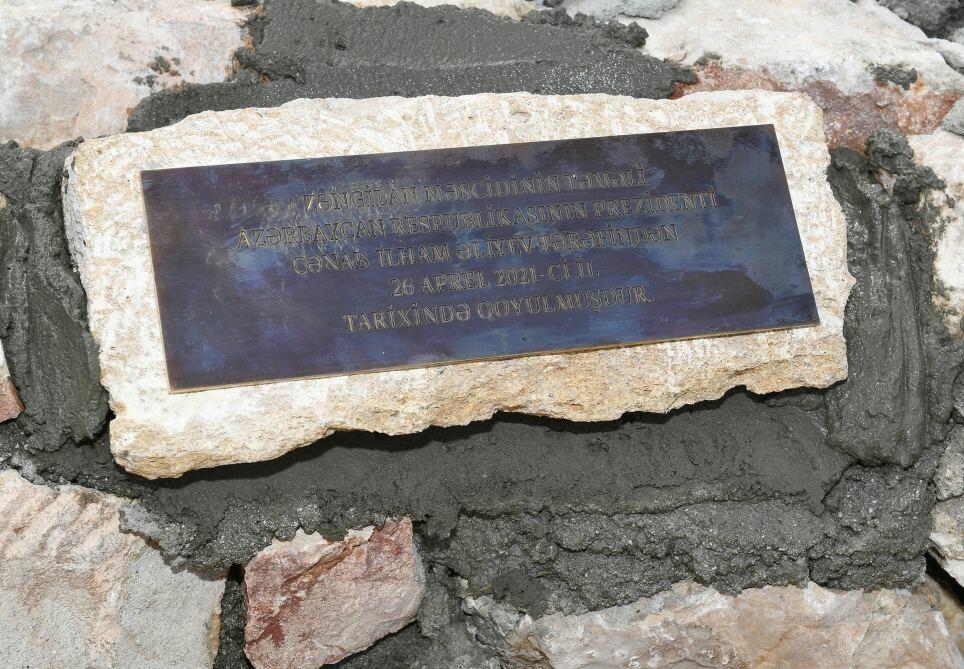 ZƏNGİLAN MƏSCİDİNİN TƏMƏLİ
AZƏRBAYCAN RESPUBLİKASININ PREZİDENTİ
CƏNAB İLHAM ƏLİYEV TƏRƏFİNDƏN
26 APREL 2021-Cİ İL
TARİXİNDƏ QOYULMUŞDUR.